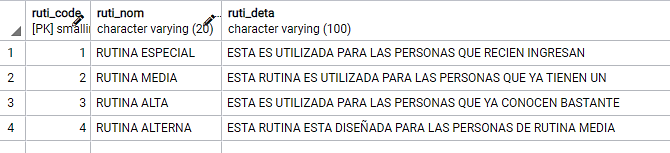 ruti_code ruti_nom ruti_deta
[PK] smallin character varying (20) character varying (100)
1 1 RUTINA ESPECIAL ESTA ES UTILIZADA PARA LAS PERSONAS QUE RECIEN INGRESAN
2 2 RUTINA MEDIA ESTA RUTINA ES UTILIZADA PARA LAS PERSONAS QUE YA TIENEN UN
3 3 RUTINA ALTA ESTA ES UTILIZADA PARA LAS PERSONAS QUE YA CONOCEN BASTANTE
4 4 RUTINA ALTERNA ESTA RUTINA ESTA DISEÑADA PARA LAS PERSONAS DE RUTINA MEDIA